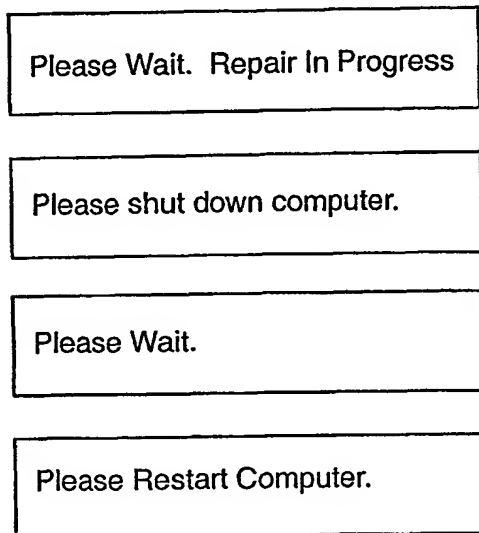 Please Wait.  Repair In Progress
Please shut down computer.
Please Wait.
Please Restart Computer.